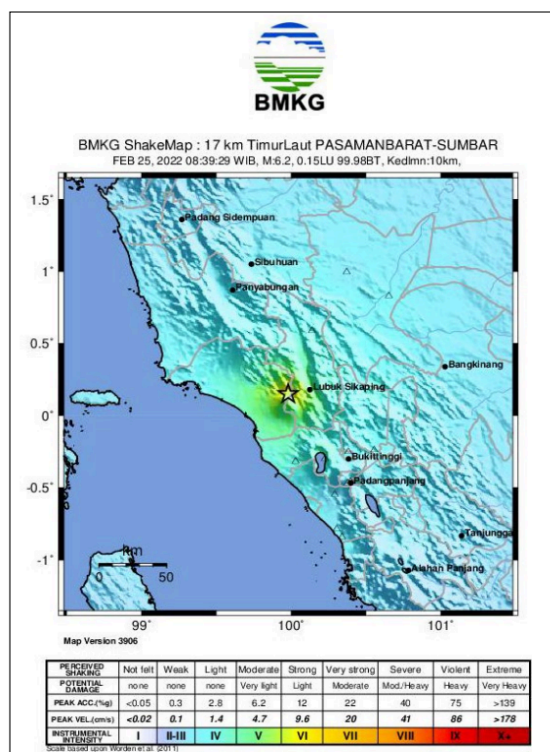 BMKG
BMKG ShakeMap : 17 km TimurLaut PASAMANBARAT-SUMBAR
FEB 25, 2022 08:39:29 WIB, M:6.2, 0.15LU 99.98BT, Kedlmn:10km,
1.5˚
Padang Sidempuan
Sibuhuan
1˚
Panyabungan
0.5˚
Bangkinang
Lubuk Sikaping
0˚
Bukittinggi
-0.5˚
Padangpanjang
Tanjungga
-1˚
km
Alahan Panjang
0 50
99˚ 100˚ 101˚
Map Version 3906
PERCEIVED SHAKING Not felt Weak Light Moderate Strong Very strong Severe Violent Extreme
POTENTIAL DAMAGE none none none Very light Light Moderate Mod./Heavy Heavy Very Heavy
PEAK ACC.(%g) <0.05 0.3 2.8 6.2 12 22 40 75 >139
PEAK VEL.(cm/s) <0.02 0.1 1.4 4.7 9.6 20 41 86 >178
INSTRUMENTAL INTENSITY I II-III IV V VI VII VIII IX X+
Scale based upon Worden et al. (2011)